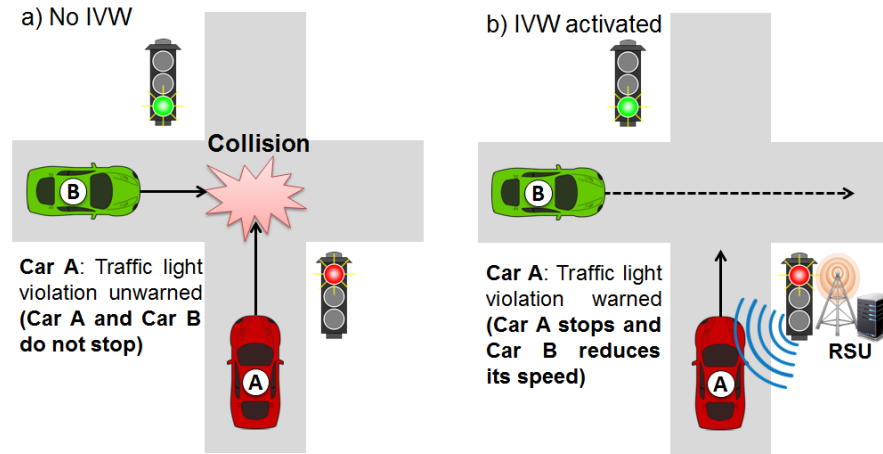 a) No IVW
Collision
B
Car A: Traffic light
violation unwarned
(Car A and Car B
do not stop)
A
b) IVW activated
B
Car A: Traffic light
violation warned
(Car A stops and
Car B reduces
its speed)
A
RSU